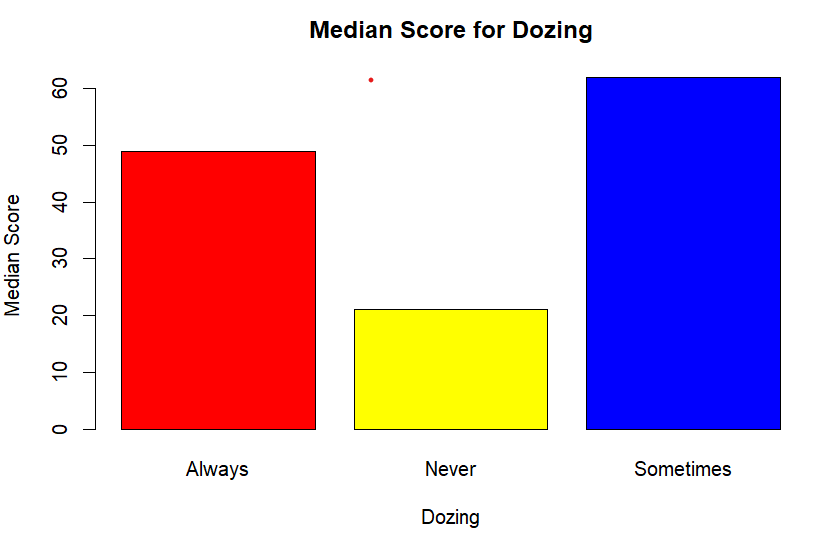 Median Score for Dozing
Median Score
60
50
40
30
20
10
0
Always Never Sometimes
Dozing